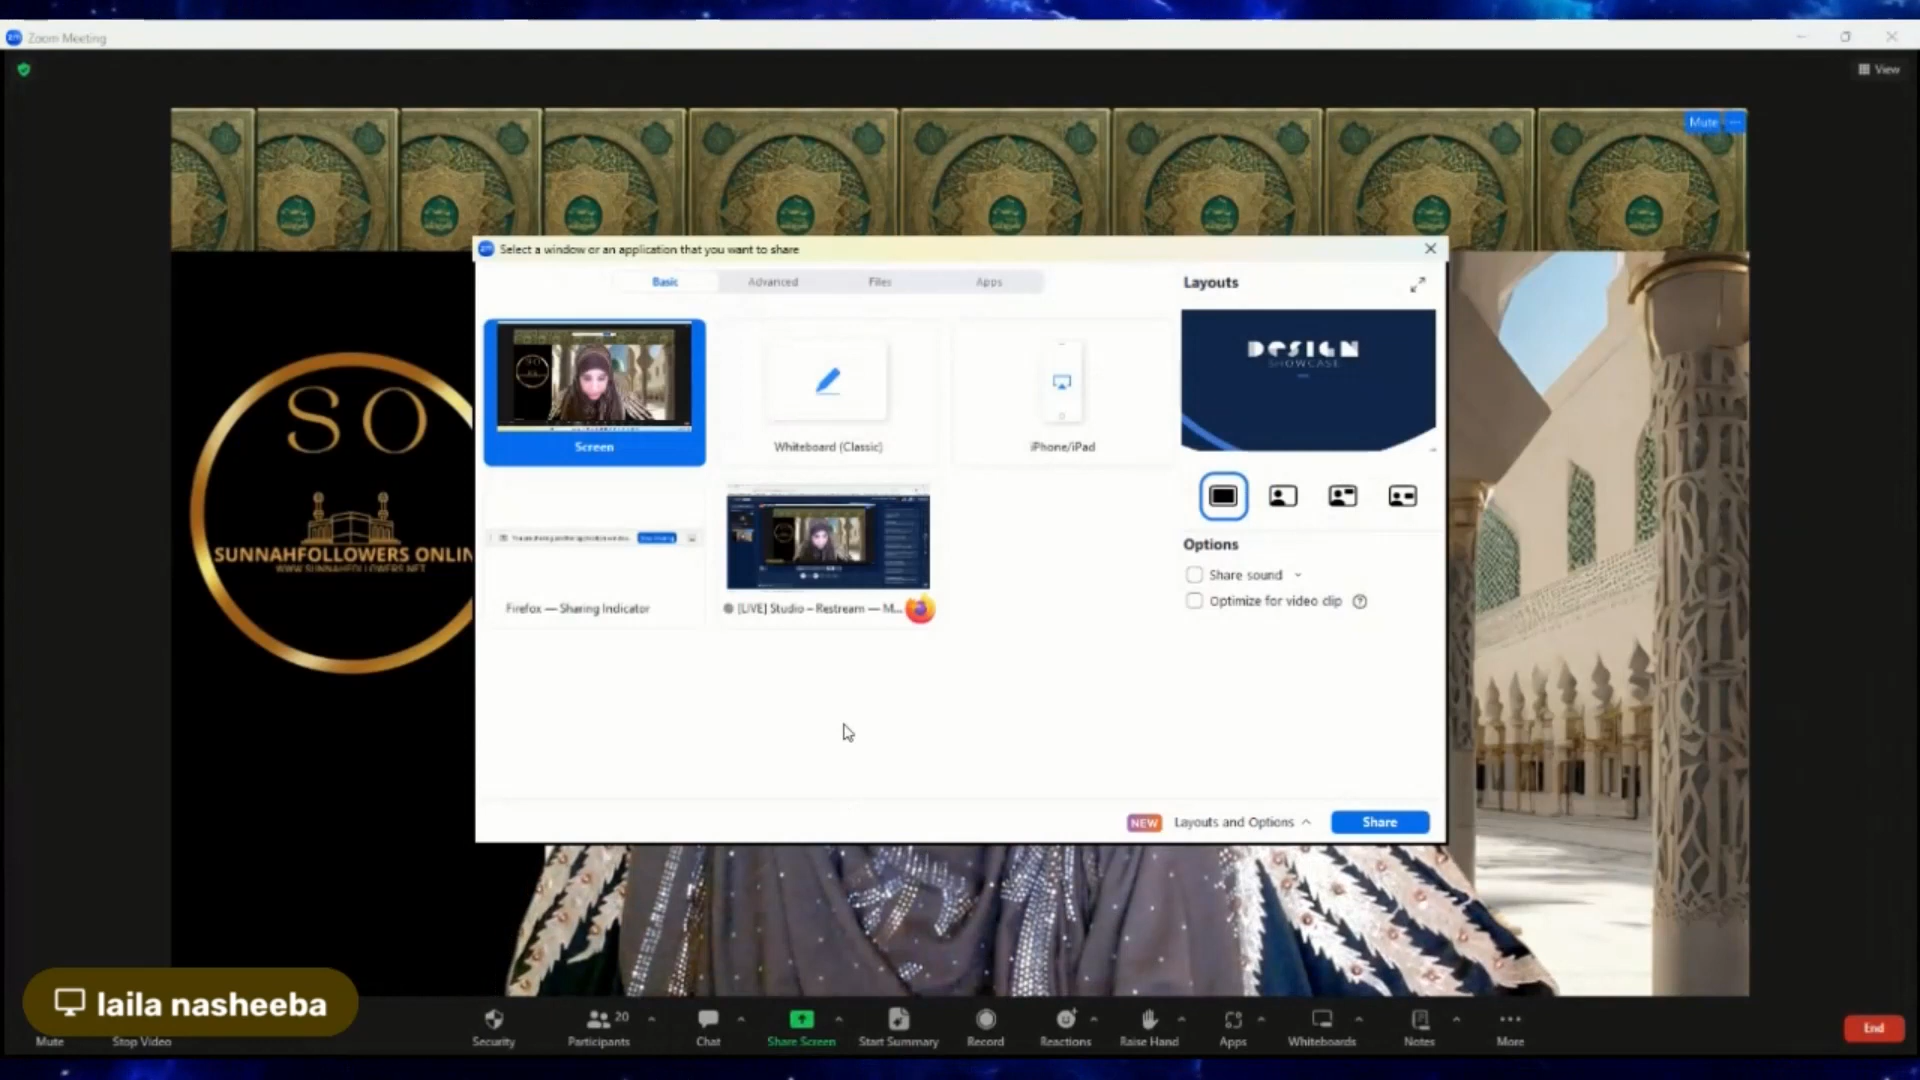 Zoom Meeting
View
Mute
Select a window or an application that you want to share
Basic
Advanced
Files
Apps
Layouts
DESIGN
SHOWCASE
Screen
Whiteboard (Classic)
iPhone/iPad
Options
Share sound
Optimize for video clip
Firefox — Sharing Indicator
[LIVE] Studio – Restream — M...
S O
SUNNAHFOLLOWERS ONLIN
WWW.SUNNAHFOLLOWERS.NET
NEW
Layouts and Options
Share
laila nasheeba
Mute
Stop Video
Security
Participants
20
Chat
Share Screen
Start Summary
Record
Reactions
Raise Hand
Apps
Whiteboards
Notes
More
End